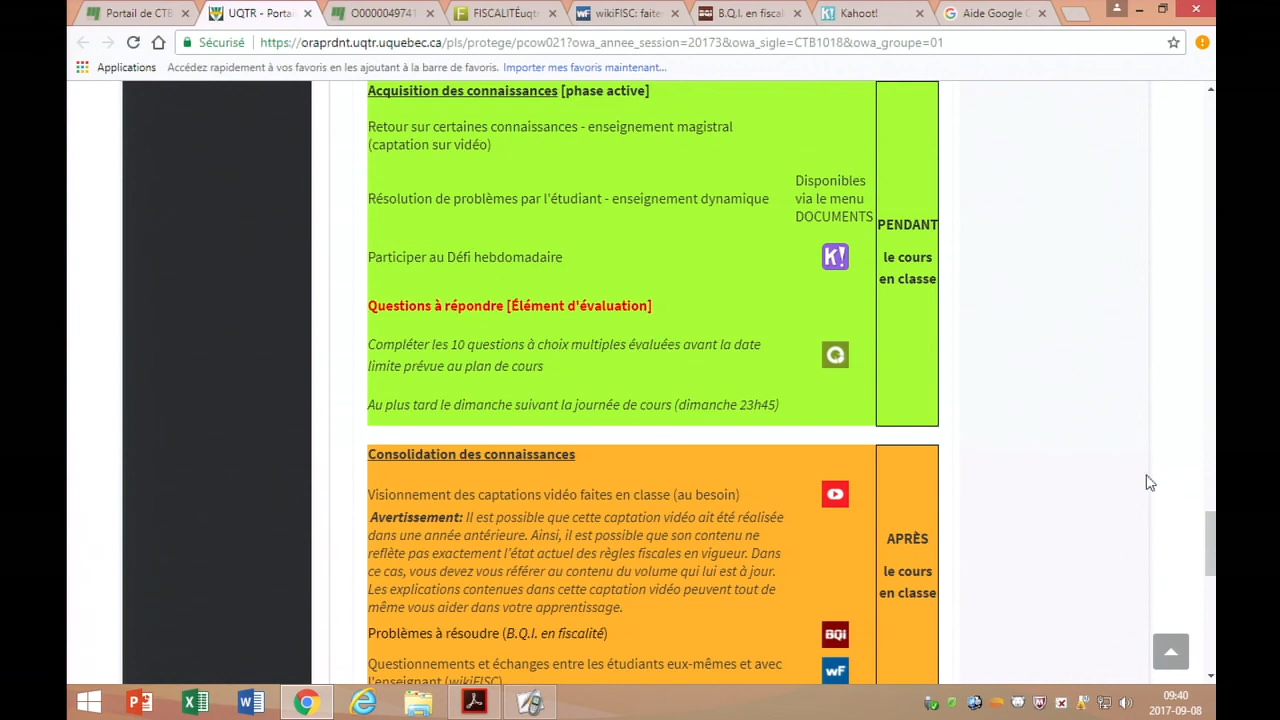 Portail de CTB
UQTR - Portai
O0000049741
FISCALITÉuqt
wikiFISC: faite
B.Q.I. en fiscal
Kahoot!
Aide Google C
Sécurisé
https://oraprdnt.uqtr.uquebec.ca/pls/protege/pcow021?owa_annee_session=20173&owa_sigle=CTB1018&owa_groupe=01
Applications Accédez rapidement à vos favoris en les ajoutant à la barre de favoris. Importer mes favoris maintenant...
Acquisition des connaissances [phase active]
Retour sur certaines connaissances - enseignement magistral
(captation sur vidéo)
Résolution de problèmes par l'étudiant - enseignement dynamique
Disponibles
via le menu
DOCUMENTS
Participer au Défi hebdomadaire
K!
Questions à répondre [Élément d'évaluation]
Compléter les 10 questions à choix multiples évaluées avant la date
limite prévue au plan de cours
Au plus tard le dimanche suivant la journée de cours (dimanche 23h45)
PENDANT
le cours
en classe
Consolidation des connaissances
Visionnement des captations vidéo faites en classe (au besoin)
Avertissement: Il est possible que cette captation vidéo ait été réalisée
dans une année antérieure. Ainsi, il est possible que son contenu ne
reflète pas exactement l'état actuel des règles fiscales en vigueur. Dans
ce cas, vous devez vous référer au contenu du volume qui lui est à jour.
Les explications contenues dans cette captation vidéo peuvent tout de
même vous aider dans votre apprentissage.
Problèmes à résoudre (B.Q.I. en fiscalité)
BQi
Questionnements et échanges entre les étudiants eux-mêmes et avec
l'enseignant (wikiFISC)
wF
APRÈS
le cours
en classe
09:40
2017-09-08